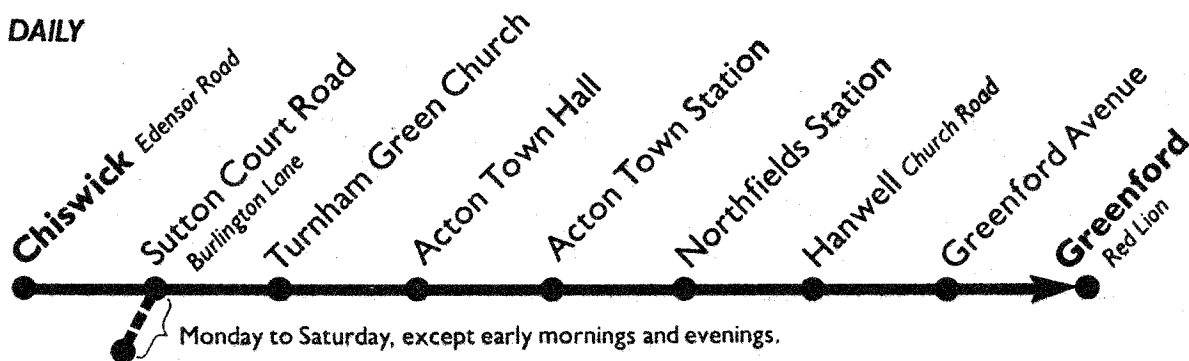 DAILY
Chiswick Edensor Road
Sutton Court Road
Burlington Lane
Turnham Green Church
Acton Town Hall
Acton Town Station
Northfields Station
Hanwell Church Road
Greenford Avenue
Greenford
Red Lion
Monday to Saturday, except early mornings and evenings.